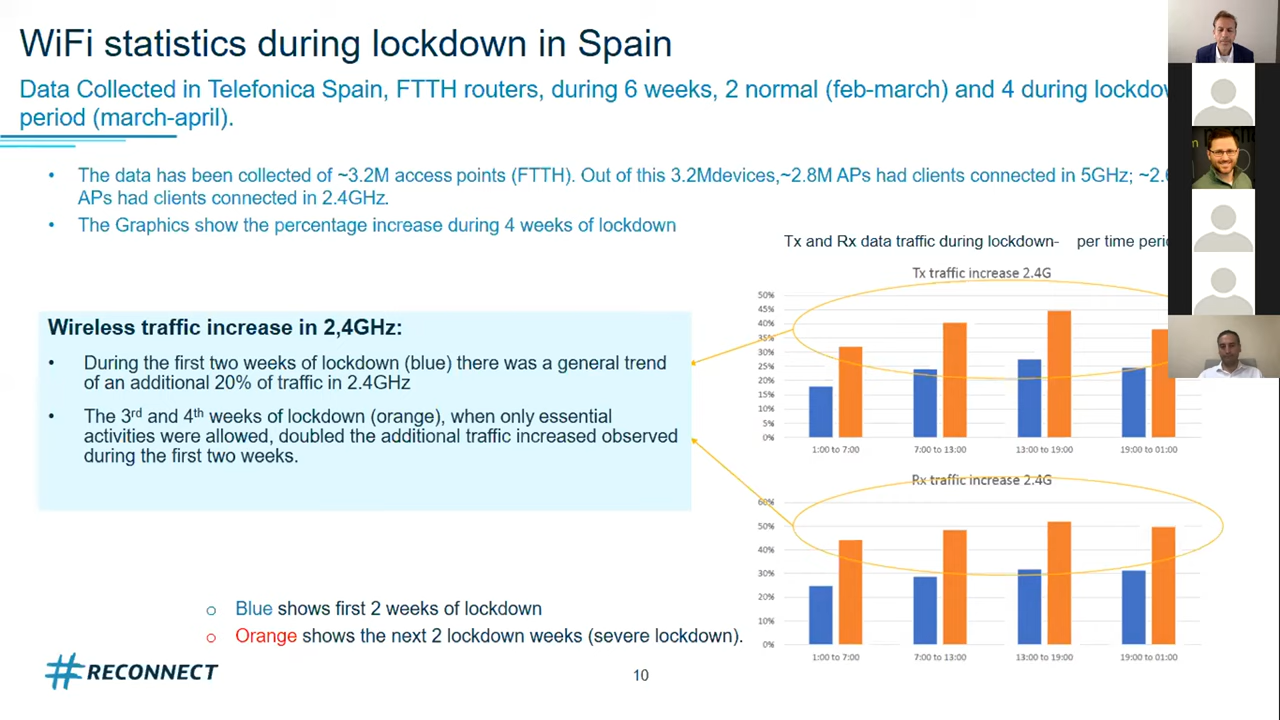 WiFi statistics during lockdown in Spain
Data Collected in Telefonica Spain, FTTH routers, during 6 weeks, 2 normal (feb-march) and 4 during
period (march-april).
• The data has been collected of ~3.2M access points (FTTH). Out of this 3.2Mdevices,~2.8M APs had clients connected in 5GHz;
APs had clients connected in 2.4GHz.
• The Graphics show the percentage increase during 4 weeks of lockdown
Tx and Rx data traffic during lockdown- per time
Wireless traffic increase in 2,4GHz:
• During the first two weeks of lockdown (blue) there was a general trend
of an additional 20% of traffic in 2.4GHz
• The 3rd and 4th weeks of lockdown (orange), when only essential
activities were allowed, doubled the additional traffic increased observed
during the first two weeks.
Tx traffic increase 2.4G
50%
45%
40%
35%
30%
25%
20%
15%
10%
5%
0%
1:00 to 7:00 7:00 to 13:00 13:00 to 19:00 19:00 to 01:00
Rx traffic increase 2.4G
60%
50%
40%
30%
20%
10%
0%
1:00 to 7:00 7:00 to 13:00 13:00 to 19:00 19:00 to 01:00
o Blue shows first 2 weeks of lockdown
o Orange shows the next 2 lockdown weeks (severe lockdown).
#RECONNECT
10